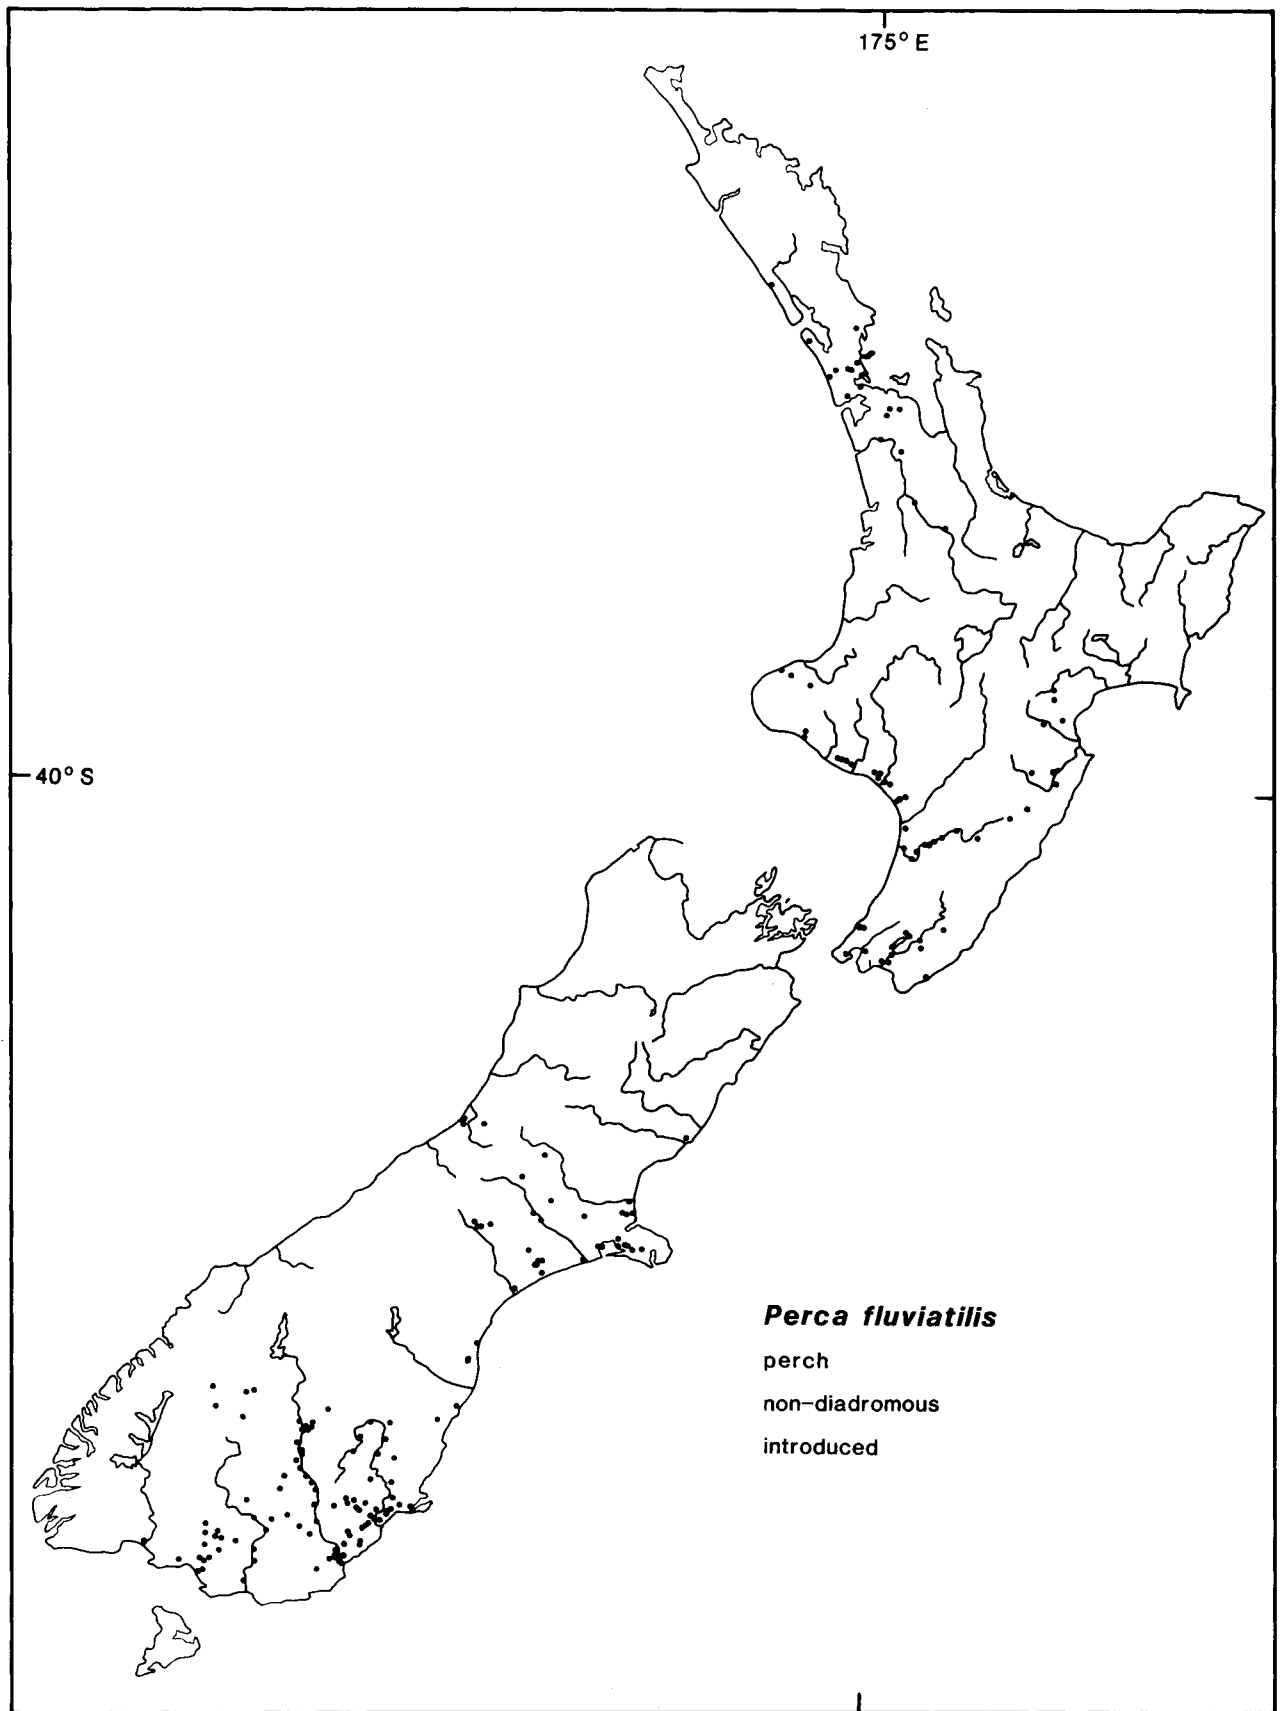 175° E
40° S
Perca fluviatilis
perch
non-diadromous
introduced